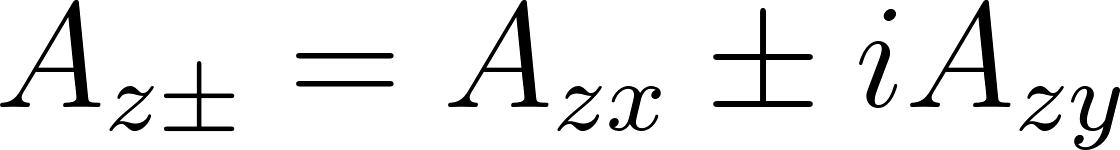 $A_{z\pm} = A_{zx} \pm iA_{zy}$